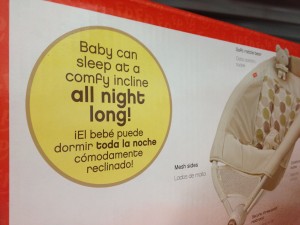 Baby can
sleep at a
comfy incline
all night
long!
¡El bebé puede
dormir toda la noche
cómodamente
reclinado!
Mesh sides